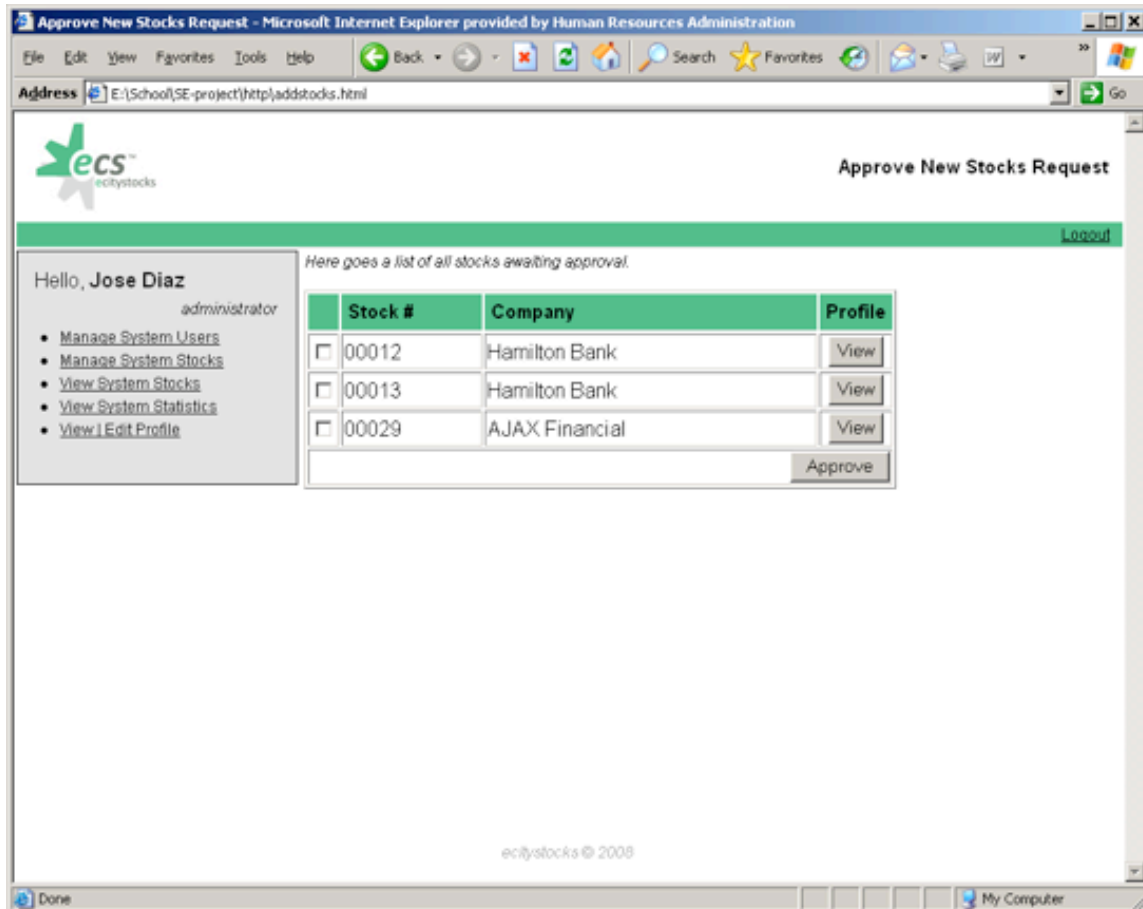 Approve New Stocks Request - Microsoft Internet Explorer provided by Human Resources Administration
File Edit View Favorites Tools Help Back Search Favorites »
Address E:\School\SE-project\http\addstocks.html Go
ecs™
ecitystocks
Approve New Stocks Request
Logout
Hello, Jose Diaz
administrator
Manage System Users
Manage System Stocks
View System Stocks
View System Statistics
View | Edit Profile
Here goes a list of all stocks awaiting approval.
Stock # Company Profile
00012 Hamilton Bank View
00013 Hamilton Bank View
00029 AJAX Financial View
Approve
ecitystocks © 2008
Done My Computer